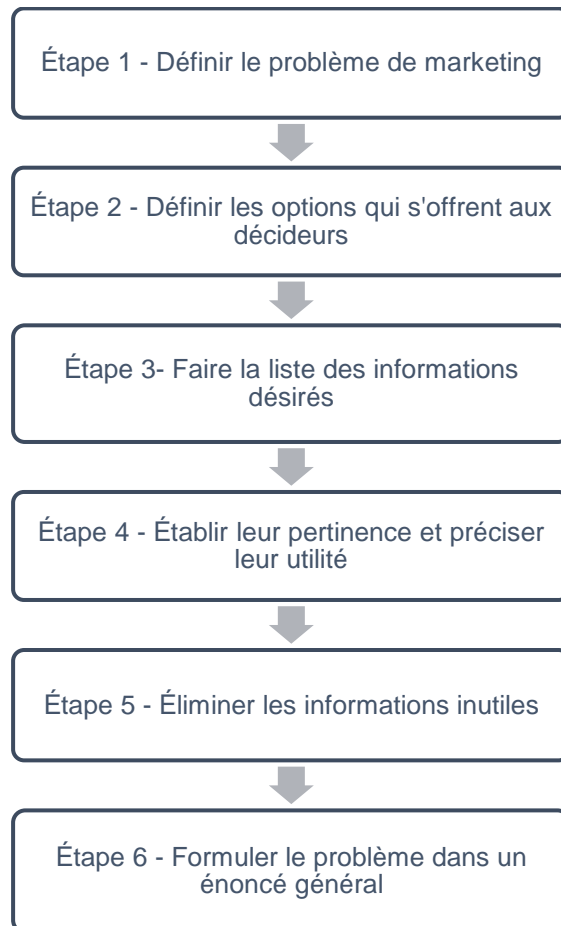 Étape 1 - Définir le problème de marketing
Étape 2 - Définir les options qui s'offrent aux
décideurs
Étape 3- Faire la liste des informations
désirés
Étape 4 - Établir leur pertinence et préciser
leur utilité
Étape 5 - Éliminer les informations inutiles
Étape 6 - Formuler le problème dans un
énoncé général